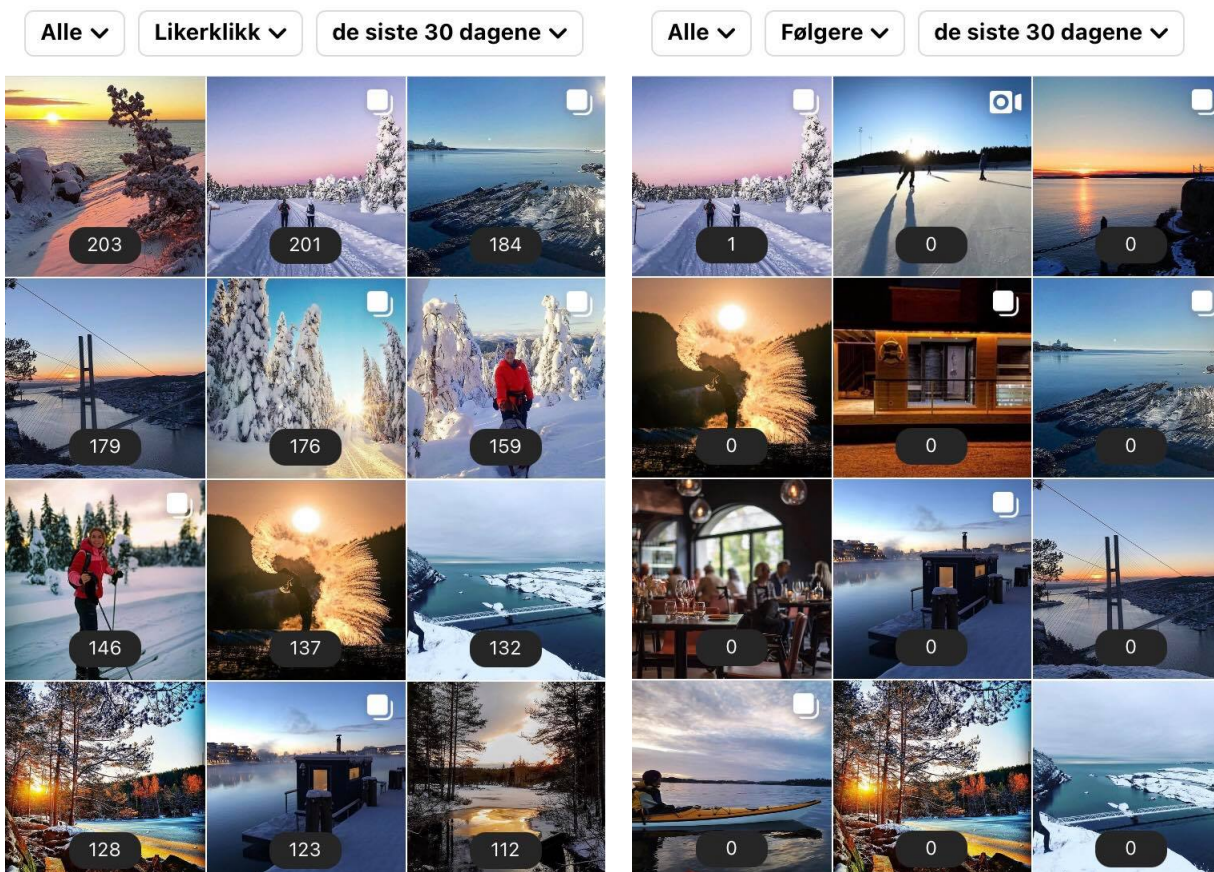 Alle Likerklikk de siste 30 dagene
203 201 184
179 176 159
146 137 132
128 123 112
Alle Følgere de siste 30 dagene
1 0 0
0 0 0
0 0 0
0 0 0